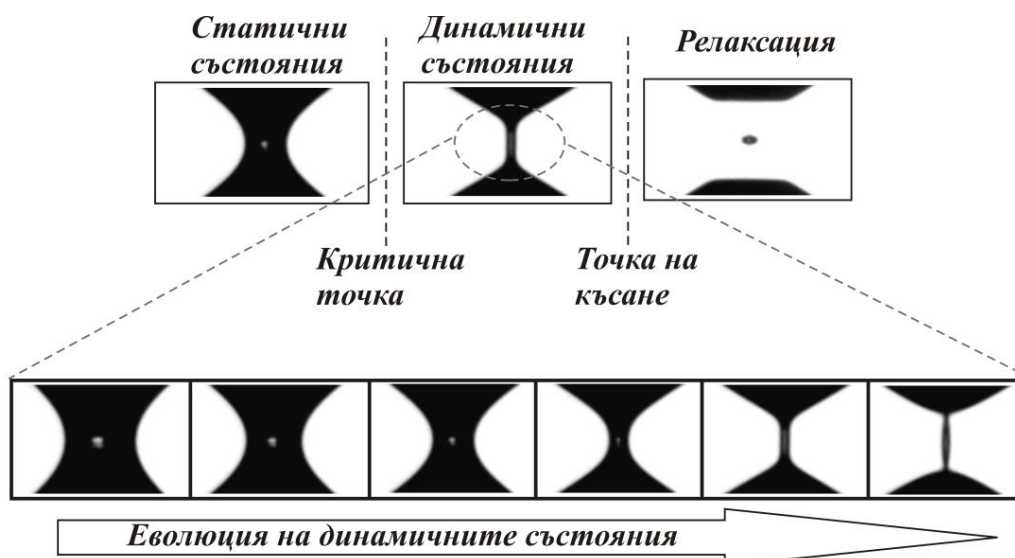 Статични
състояния
Динамични
състояния
Релаксация
Критична
точка
Точка на
късане
Еволюция на динамичните състояния